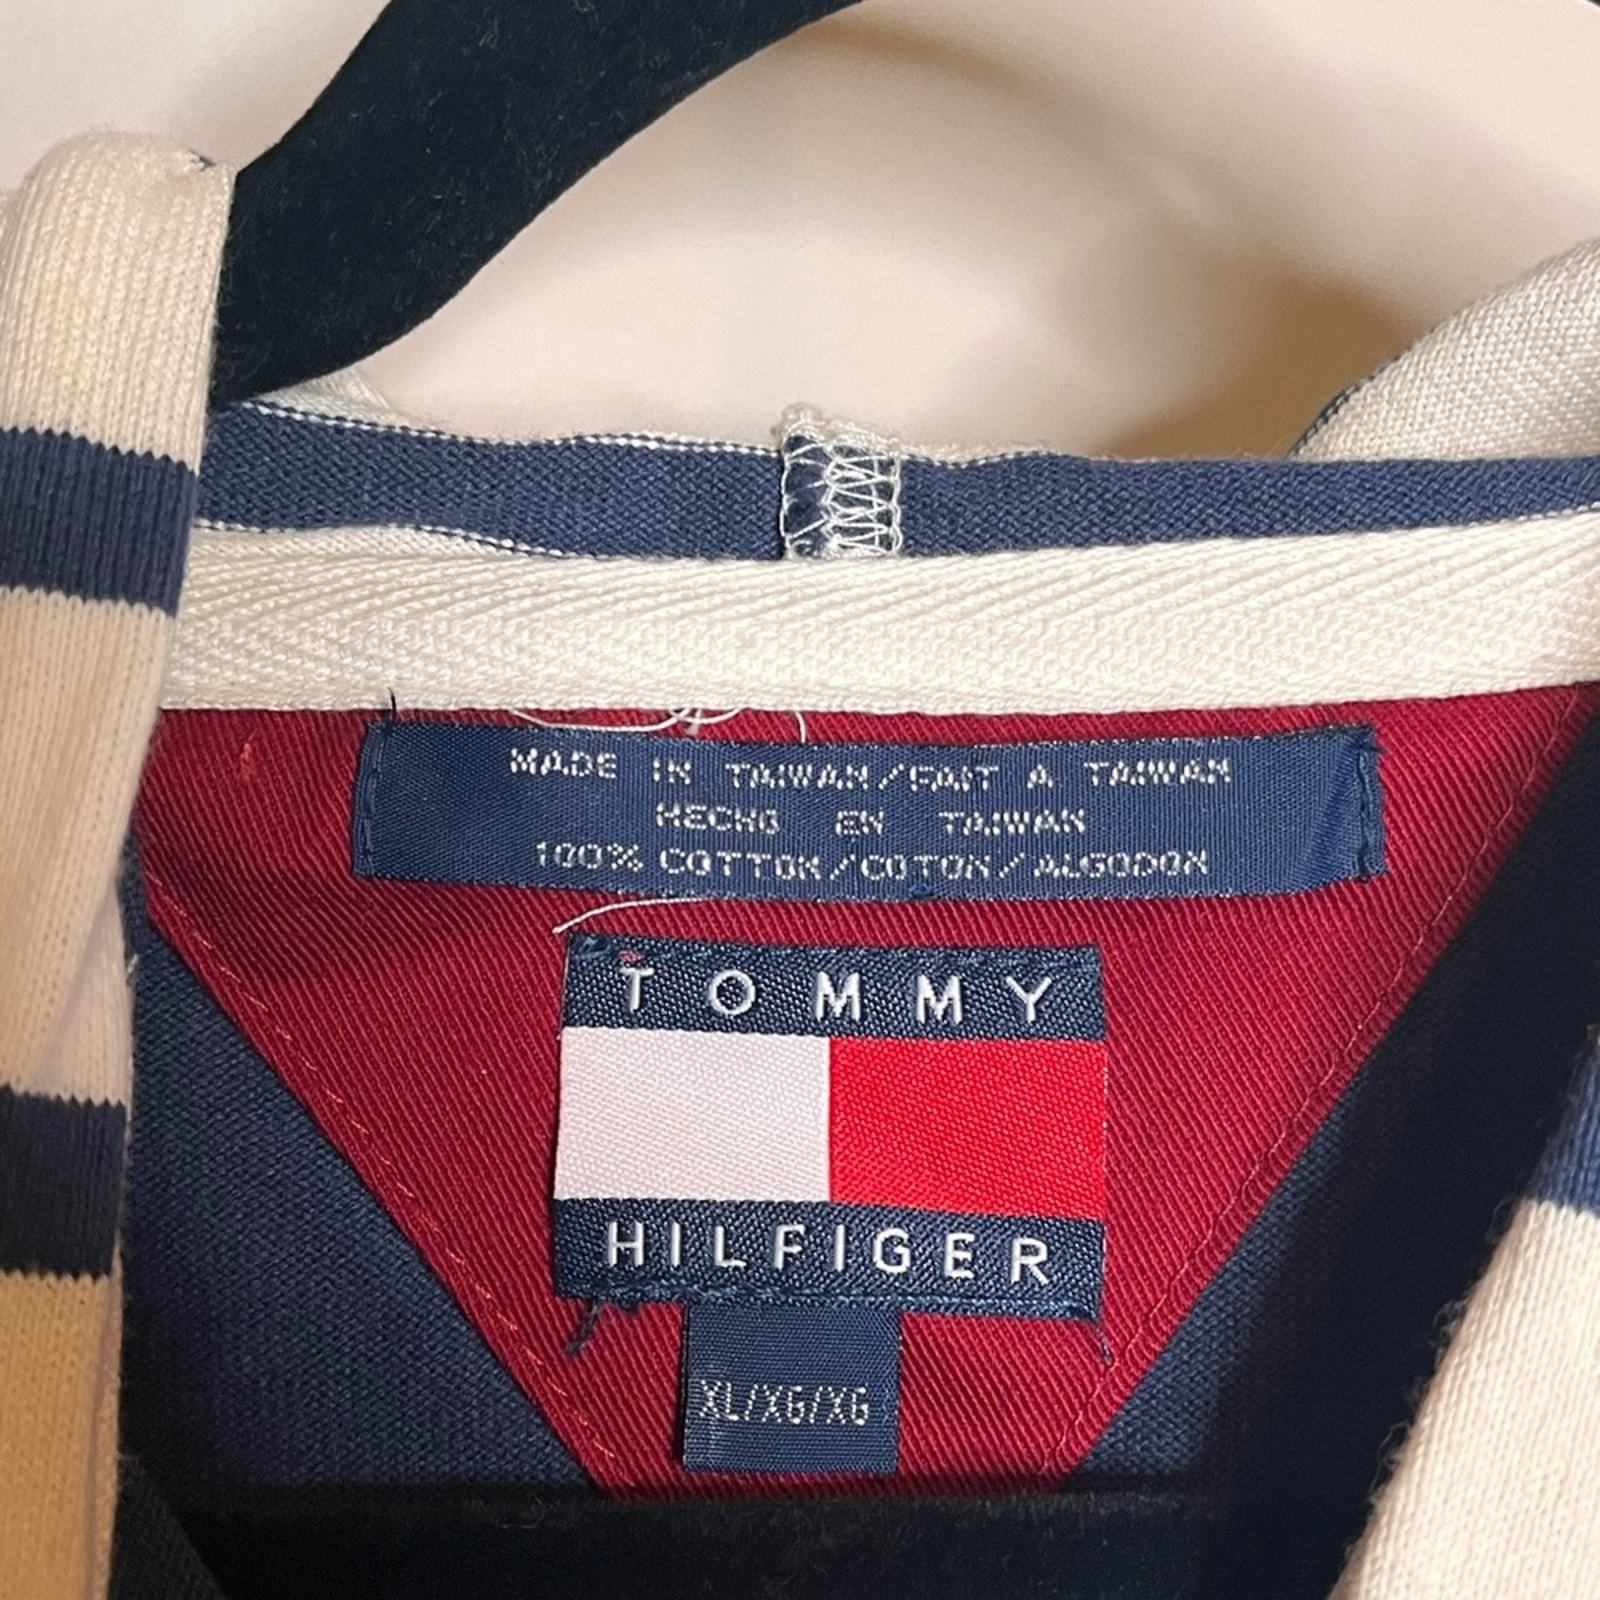 MADE IN TAIWAN/FAIT A TAIWAN
HECHO EN TAIWAN
100% COTTON/COTON/ALGODON
TOMMY
HILFIGER
XL/XG/XG